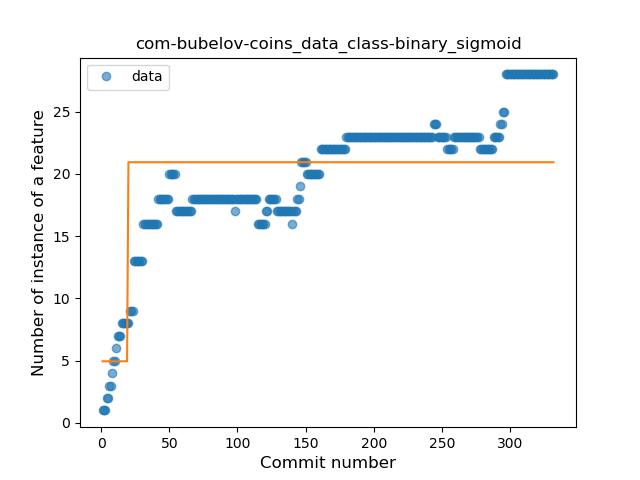 com-bubelov-coins_data_class-binary_sigmoid
data
Number of instance of a feature
25
20
15
10
5
0
0 50 100 150 200 250 300
Commit number